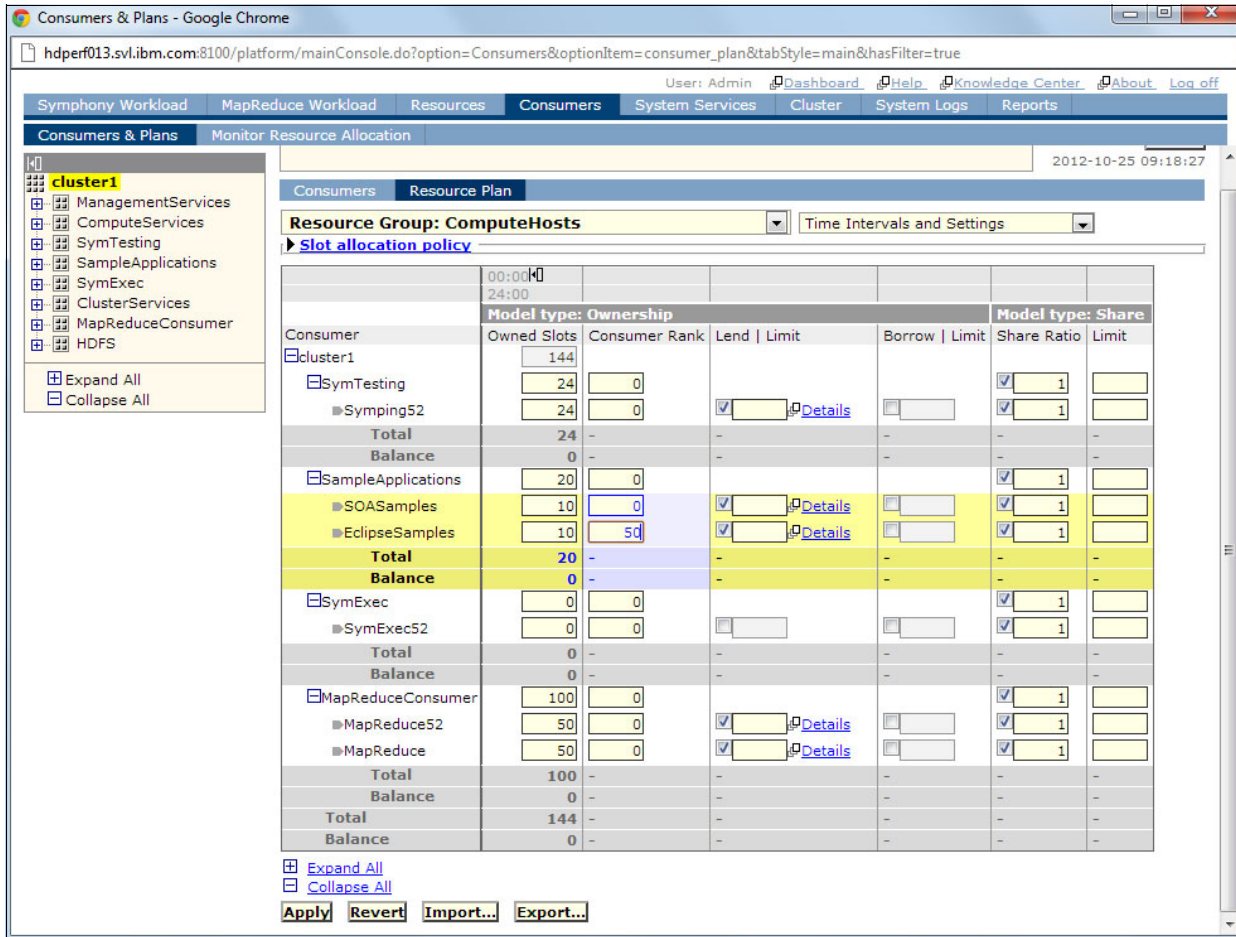 Consumers & Plans - Google Chrome
hdperf013.svl.ibm.com:8100/platform/mainConsole.do?option=Consumers&optionItem=consumer_plan&tabStyle=main&hasFilter=true
User: Admin Dashboard Help Knowledge Center About Log off
Symphony Workload MapReduce Workload Resources Consumers System Services Cluster System Logs Reports
Consumers & Plans Monitor Resource Allocation
2012-10-25 09:18:27
cluster1
ManagementServices
ComputeServices
SymTesting
SampleApplications
SymExec
ClusterServices
MapReduceConsumer
HDFS
Expand All
Collapse All
Consumers Resource Plan
Resource Group: ComputeHosts Time Intervals and Settings
Slot allocation policy
00:00
24:00
Model type: Ownership Model type: Share
Consumer Owned Slots Consumer Rank Lend | Limit Borrow | Limit Share Ratio Limit
cluster1 144
SymTesting 24 0 1
Symping52 24 0 Details 1
Total 24 - - - - -
Balance 0 - - - - -
SampleApplications 20 0 1
SOASamples 10 0 Details 1
EclipseSamples 10 50 Details 1
Total 20 - - - - -
Balance 0 - - - - -
SymExec 0 0 1
SymExec52 0 0 1
Total 0 - - - - -
Balance 0 - - - - -
MapReduceConsumer 100 0 1
MapReduce52 50 0 Details 1
MapReduce 50 0 Details 1
Total 100 - - - - -
Balance 0 - - - - -
Total 144 - - - - -
Balance 0 - - - - -
Expand All
Collapse All
Apply Revert Import... Export...